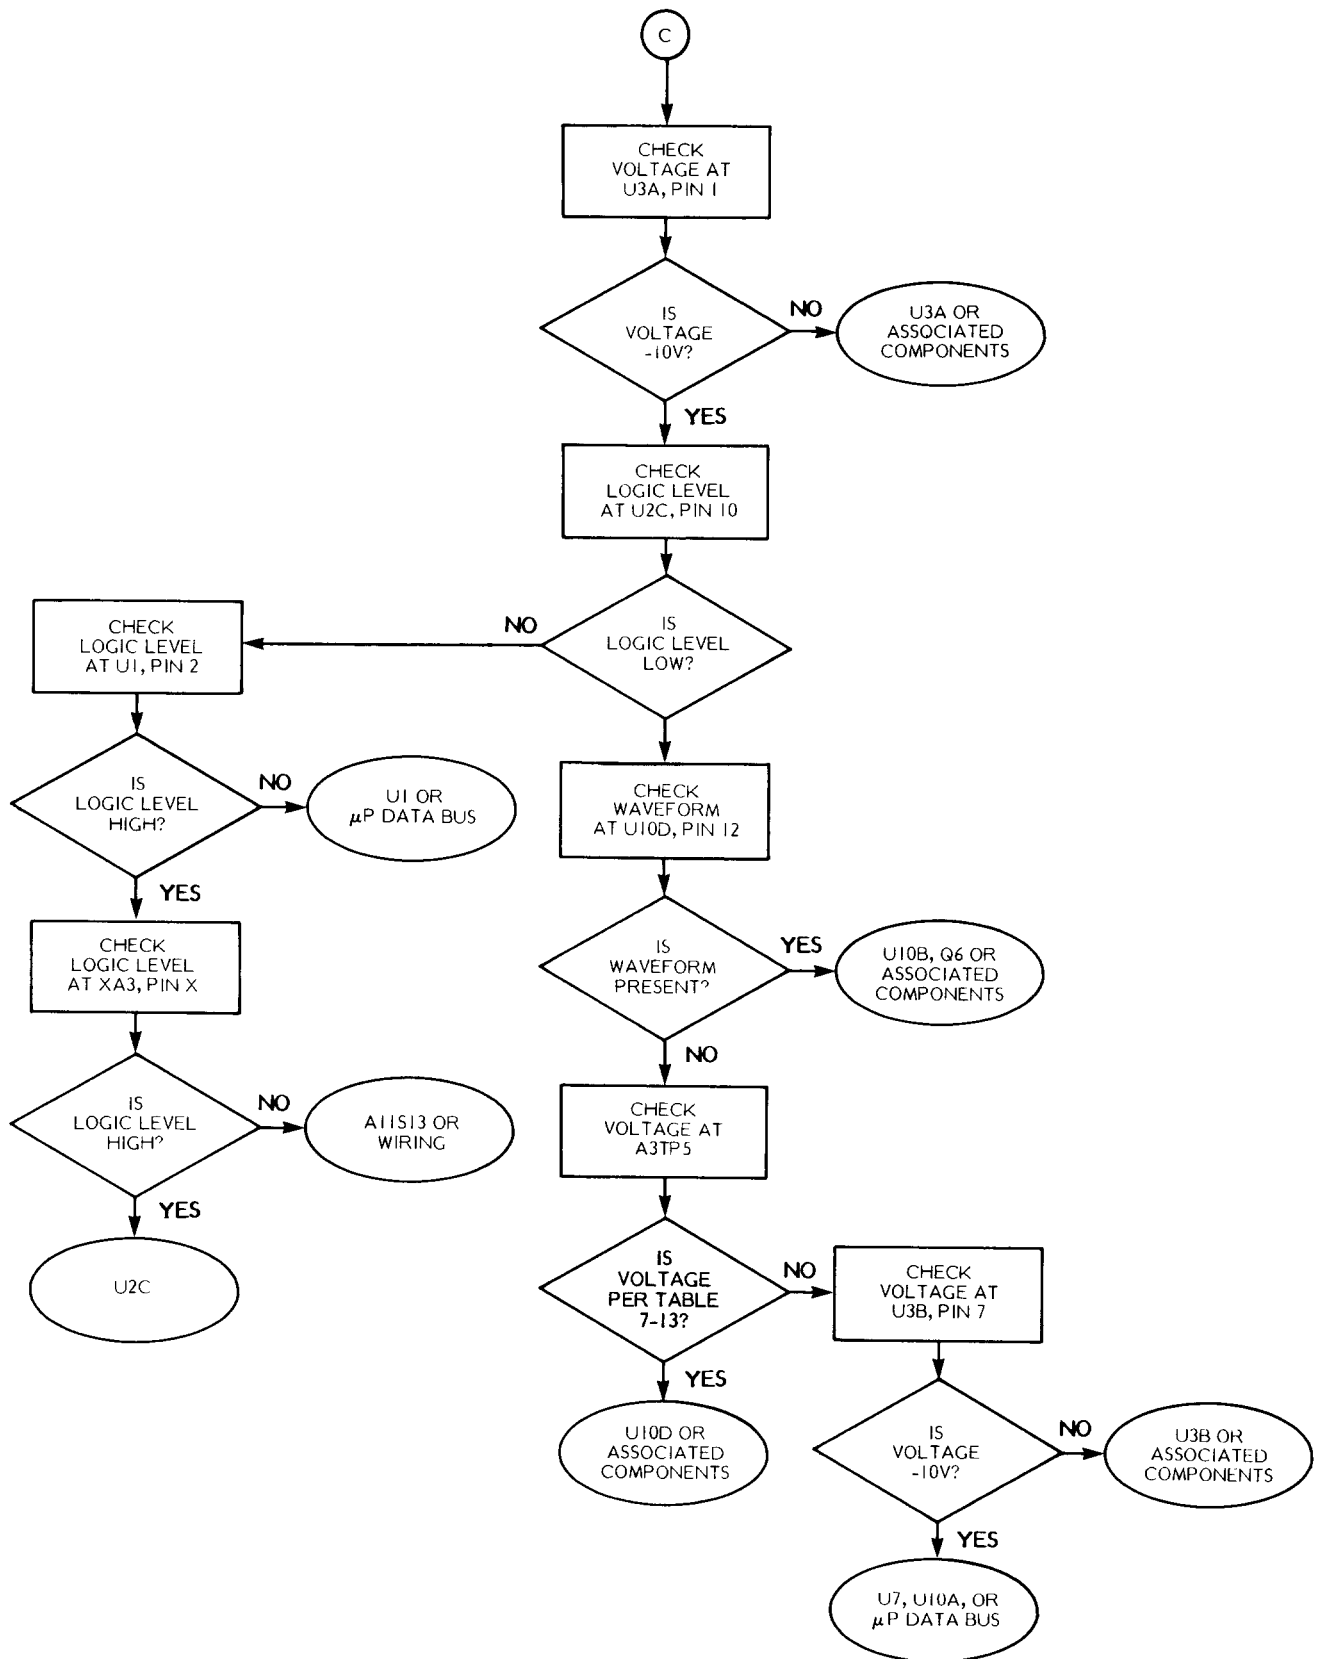 C
CHECK
VOLTAGE AT
U3A, PIN 1
IS
VOLTAGE
-10V?
NO
U3A OR
ASSOCIATED
COMPONENTS
YES
CHECK
LOGIC LEVEL
AT U2C, PIN 10
IS
LOGIC LEVEL
LOW?
NO
CHECK
LOGIC LEVEL
AT U1, PIN 2
IS
LOGIC LEVEL
HIGH?
NO
U1 OR
µP DATA BUS
YES
CHECK
LOGIC LEVEL
AT XA3, PIN X
IS
LOGIC LEVEL
HIGH?
NO
A11S13 OR
WIRING
YES
U2C
CHECK
WAVEFORM
AT U10D, PIN 12
IS
WAVEFORM
PRESENT?
YES
U10B, Q6 OR
ASSOCIATED
COMPONENTS
NO
CHECK
VOLTAGE AT
A3TP5
IS
VOLTAGE
PER TABLE
7-13?
NO
CHECK
VOLTAGE AT
U3B, PIN 7
YES
U10D OR
ASSOCIATED
COMPONENTS
IS
VOLTAGE
-10V?
NO
U3B OR
ASSOCIATED
COMPONENTS
YES
U7, U10A, OR
µP DATA BUS